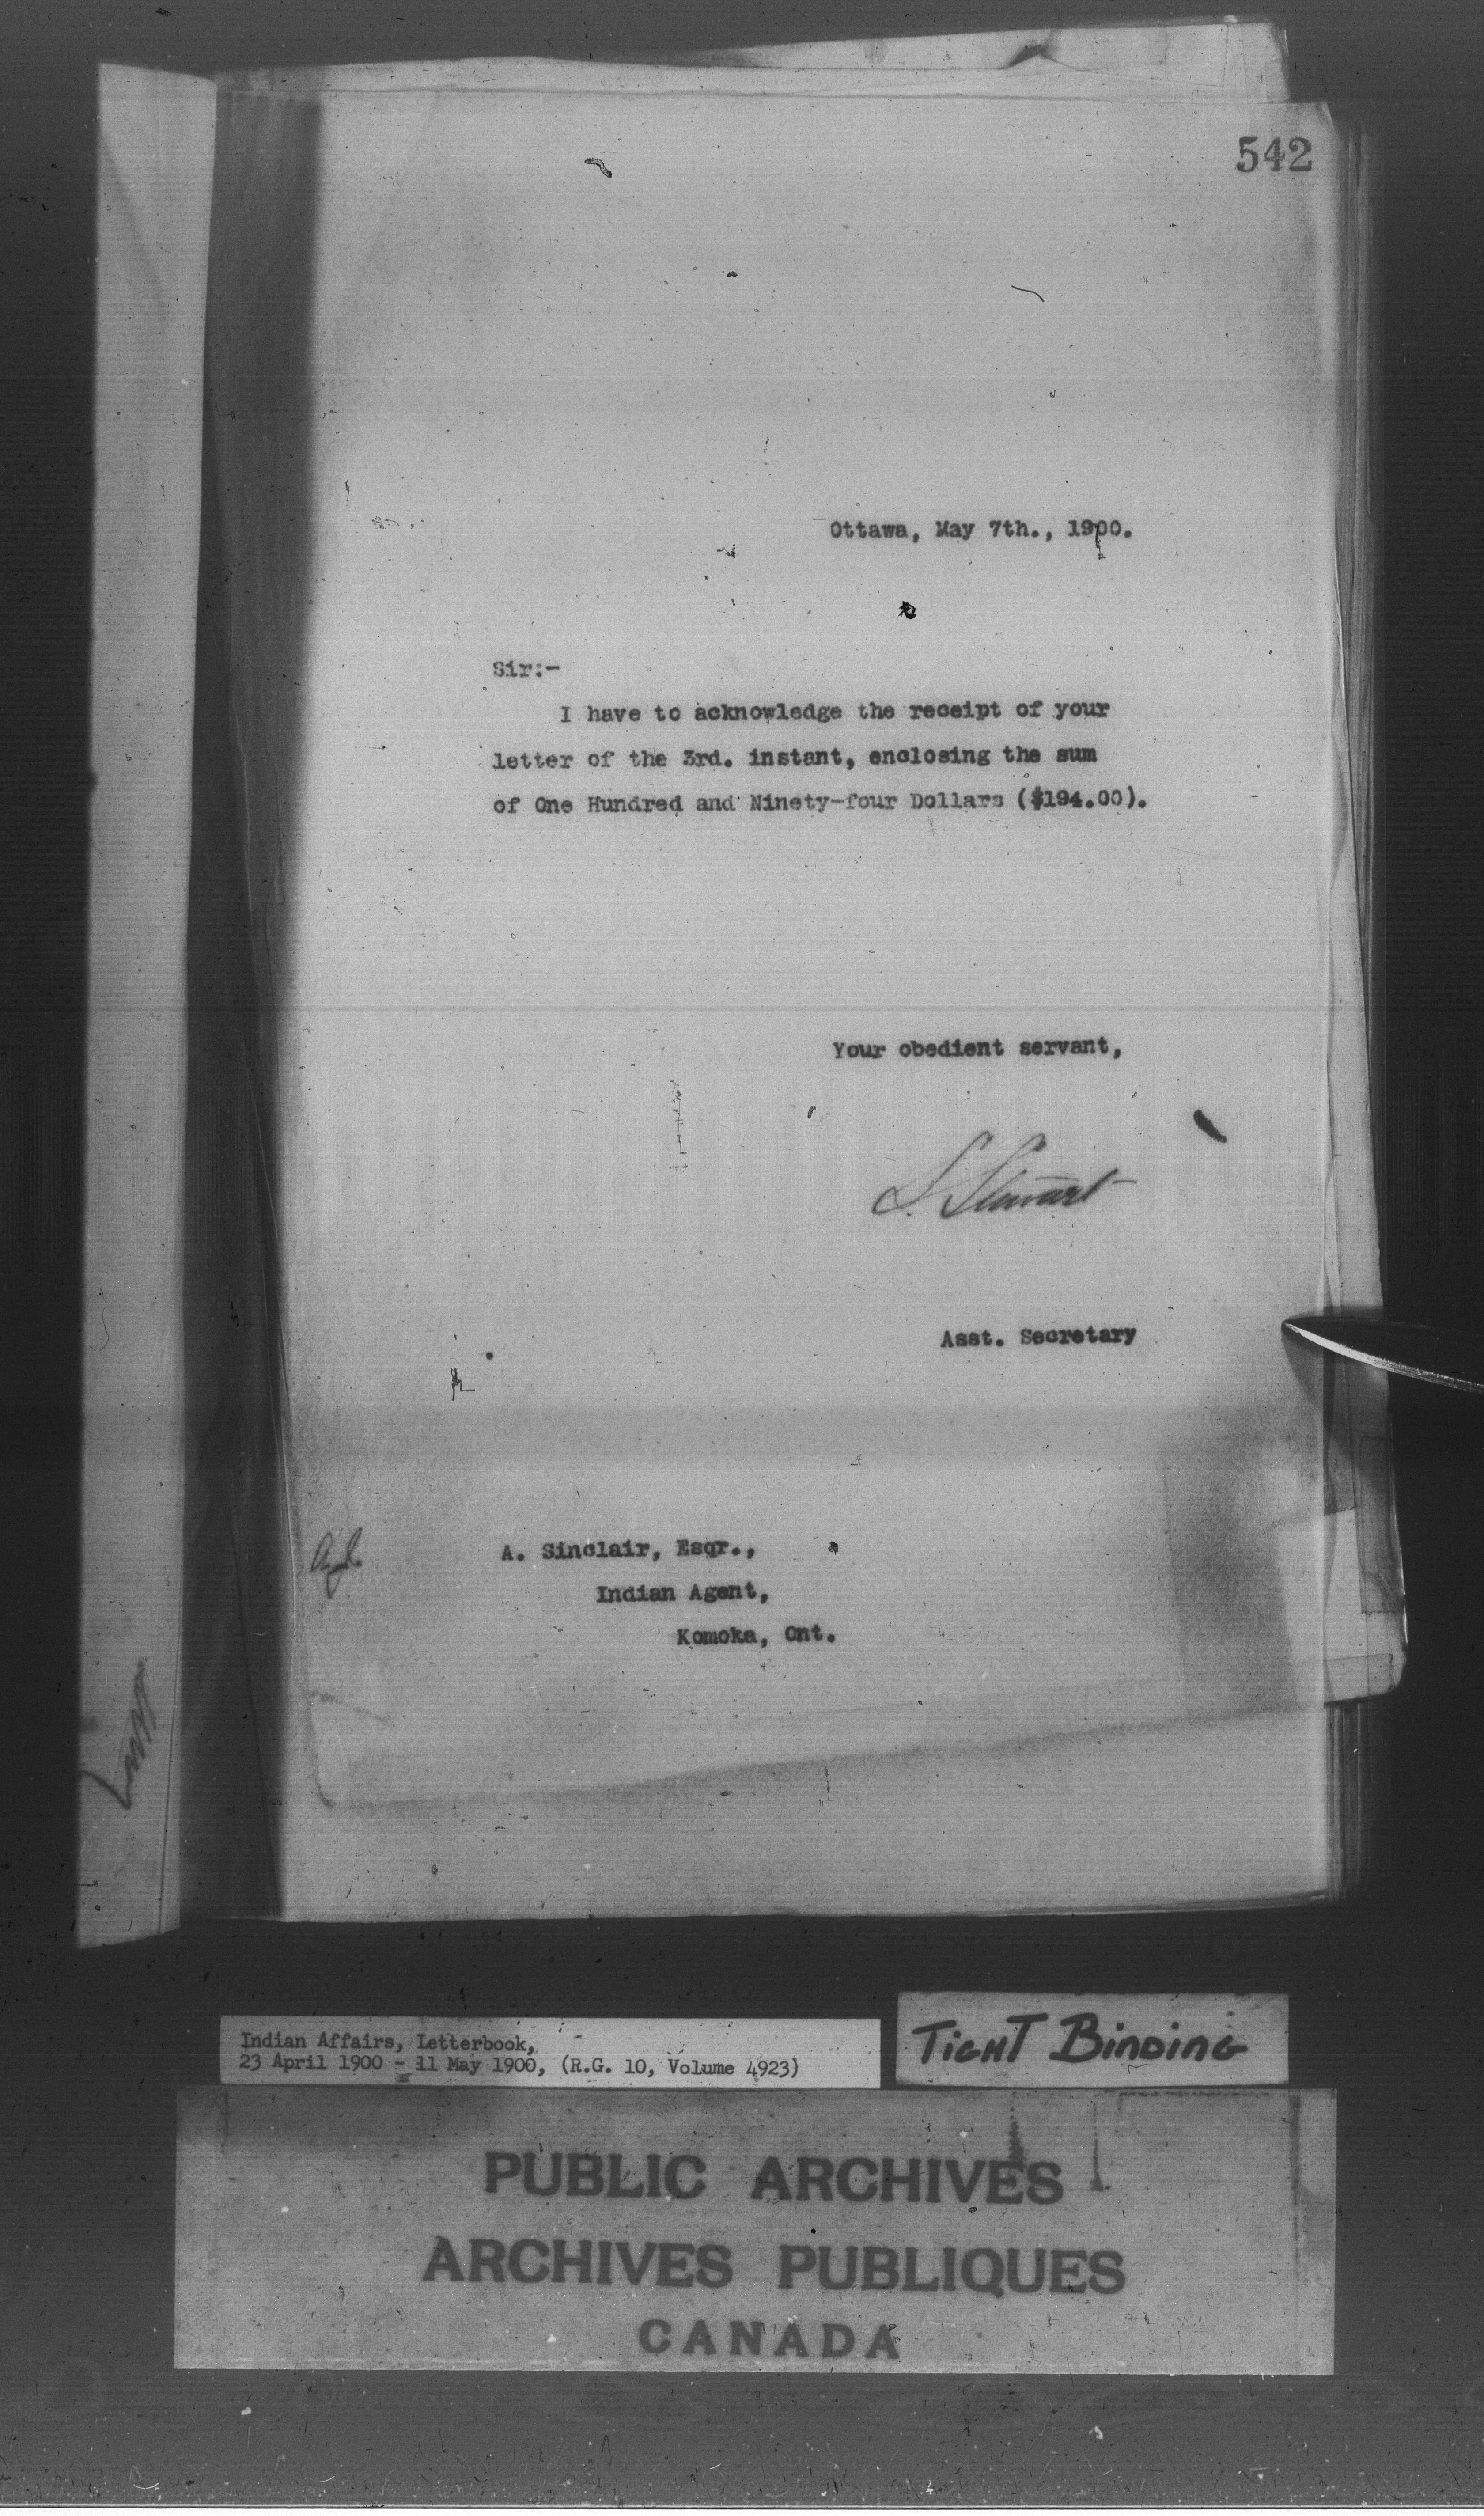 542
Ottawa, May 7th., 1900.
Sir:-
I have to acknowledge the receipt of your
letter of the 3rd. instant, enclosing the sum
of One Hundred and Ninety-four Dollars ($194.00).
Your obedient servant,
S. Stewart
Asst. Secretary
A. Sinclair, Esqr.,
Indian Agent,
Komoka, Ont.
Indian Affairs, Letterbook,
23 April 1900 - 11 May 1900, (R.G. 10, Volume 4923)
TIGHT BINDING
PUBLIC ARCHIVES
ARCHIVES PUBLIQUES
CANADA